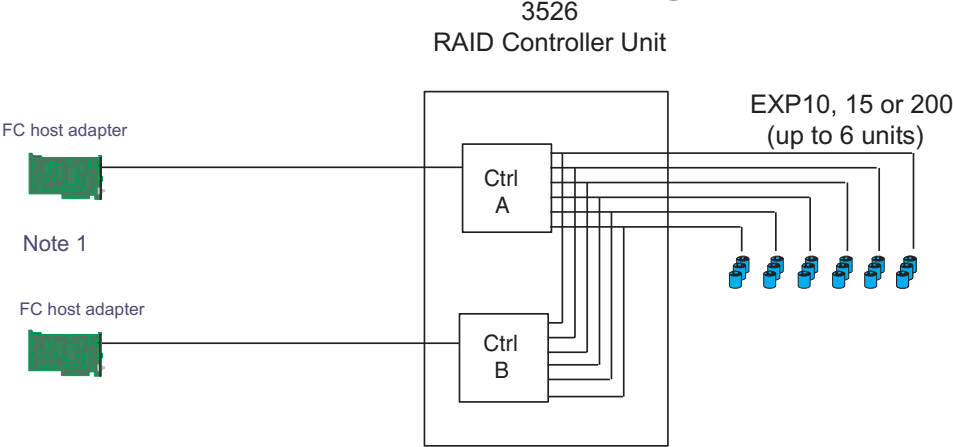 3526
RAID Controller Unit
EXP10, 15 or 200
(up to 6 units)
FC host adapter
Ctrl
A
Note 1
FC host adapter
Ctrl
B